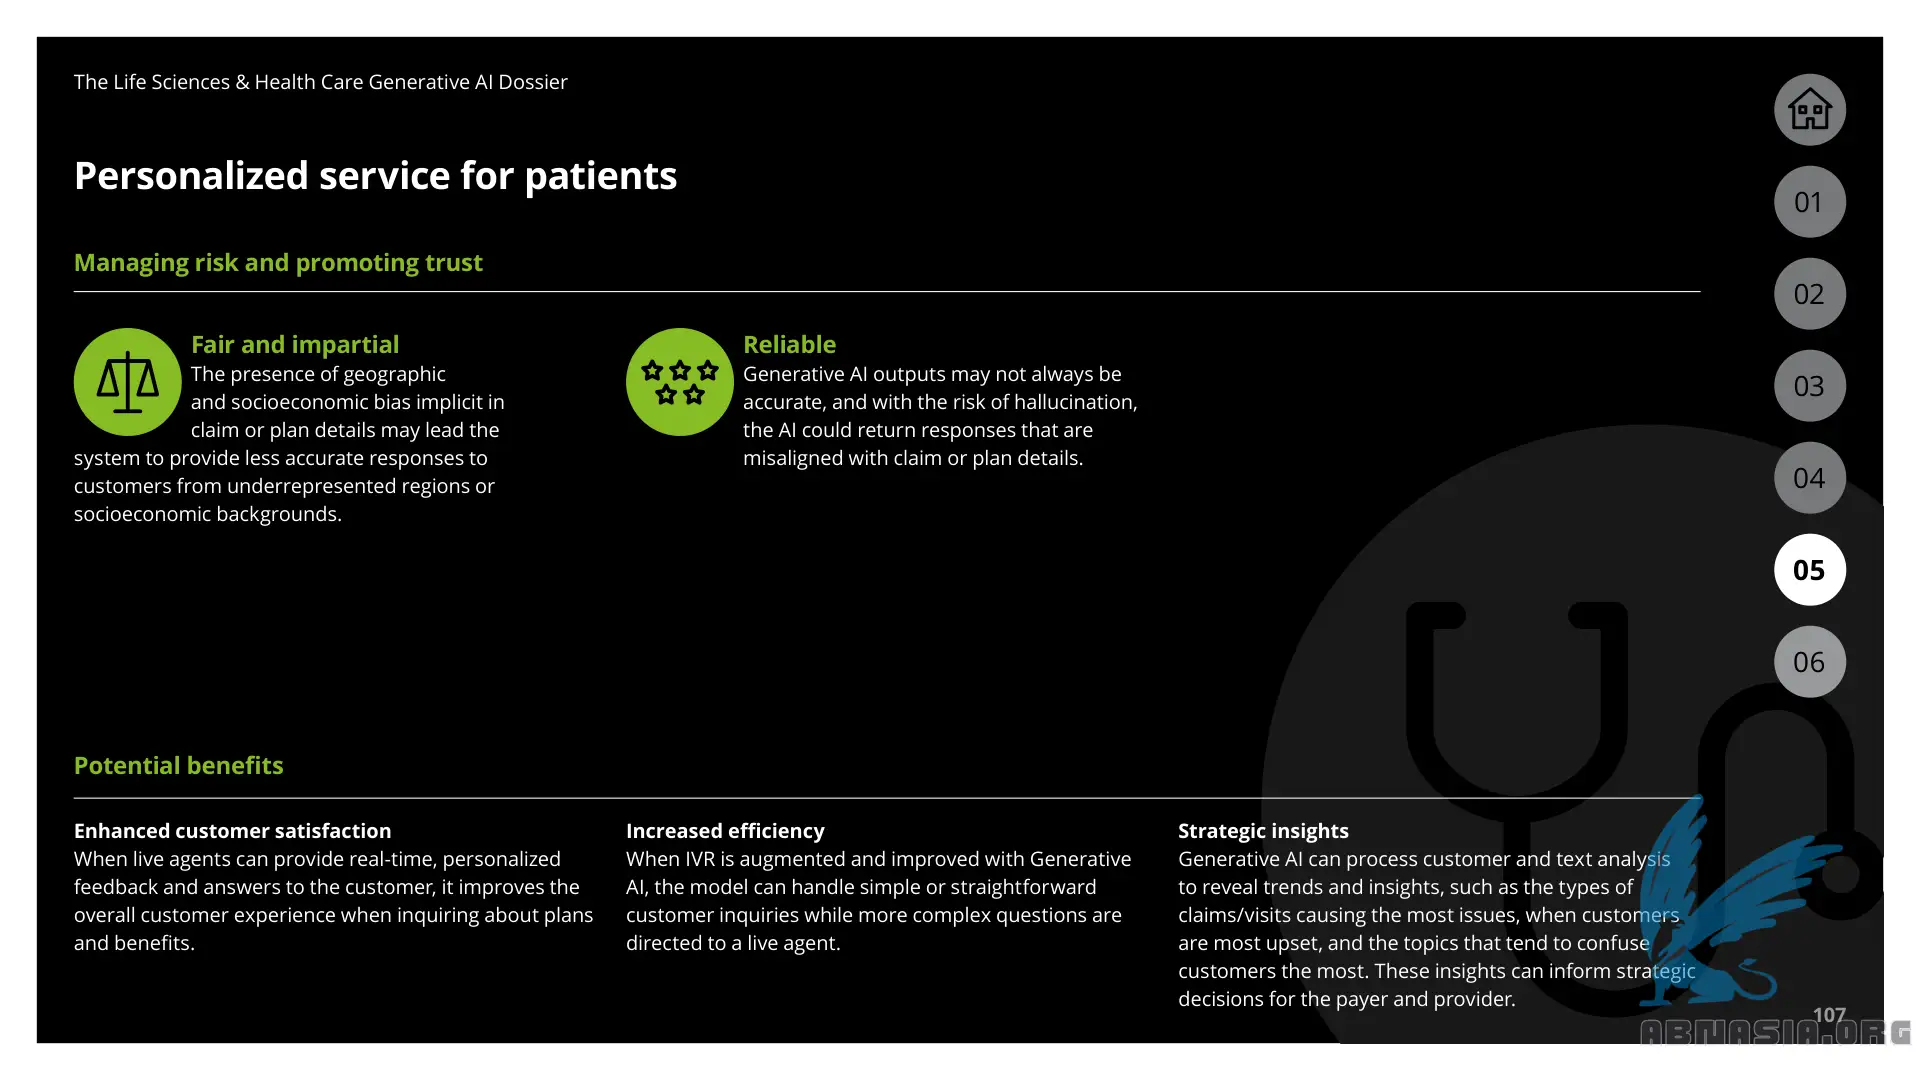 The Life Sciences & Health Care Generative AI Dossier
Personalized service for patients
Managing risk and promoting trust
Fair and impartial
The presence of geographic
and socioeconomic bias implicit in
claim or plan details may lead the
system to provide less accurate responses to
customers from underrepresented regions or
socioeconomic backgrounds.
Reliable
Generative AI outputs may not always be
accurate, and with the risk of hallucination,
the AI could return responses that are
misaligned with claim or plan details.
Potential benefits
Enhanced customer satisfaction
When live agents can provide real-time, personalized
feedback and answers to the customer, it improves the
overall customer experience when inquiring about plans
and benefits.
Increased efficiency
When IVR is augmented and improved with Generative
AI, the model can handle simple or straightforward
customer inquiries while more complex questions are
directed to a live agent.
Strategic insights
Generative AI can process customer and text analysis
to reveal trends and insights, such as the types of
claims/visits causing the most issues, when customers
are most upset, and the topics that tend to confuse
customers the most. These insights can inform strategic
decisions for the payer and provider.
01
02
03
04
05
06
107
ABMASIA.ORG